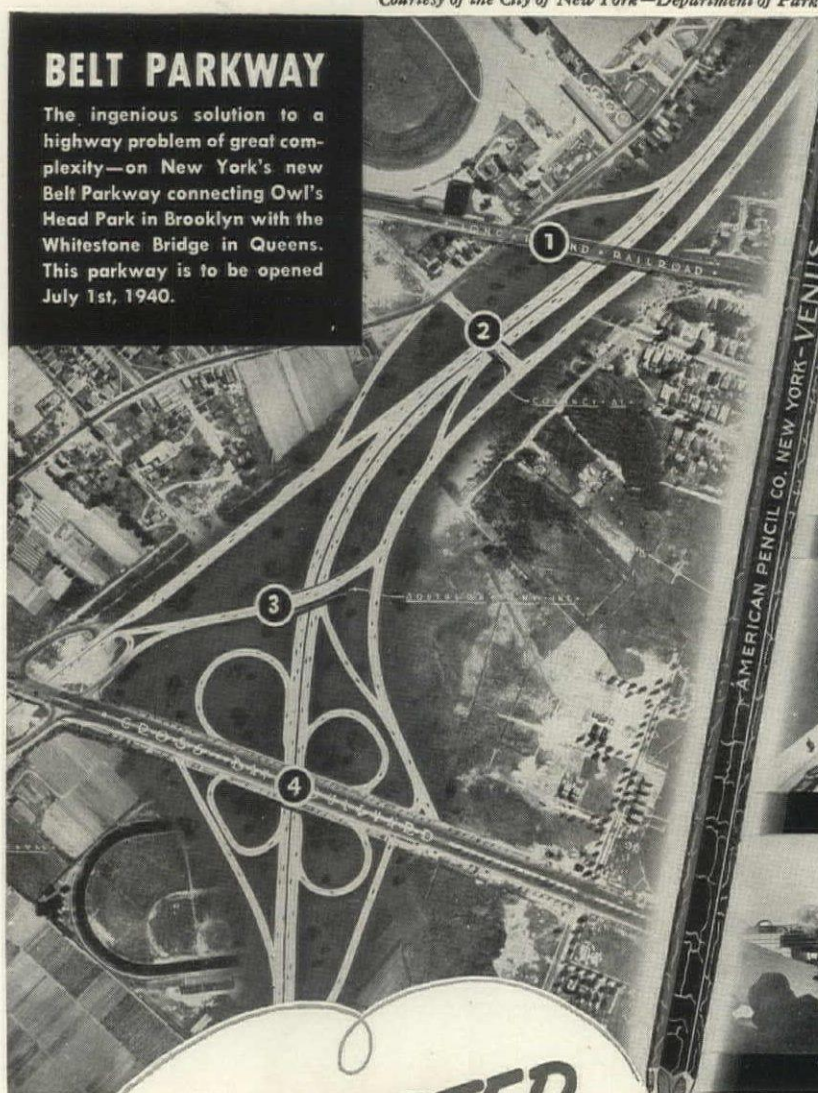 Courtesy of the City of New York—Department of Park
BELT PARKWAY
The ingenious solution to a
highway problem of great com-
plexity—on New York's new
Belt Parkway connecting Owl's
Head Park in Brooklyn with the
Whitestone Bridge in Queens.
This parkway is to be opened
July 1st, 1940.
1
RAILROAD
2
3
4
CROSS BAY
AMERICAN PENCIL CO. NEW YORK-VENUS